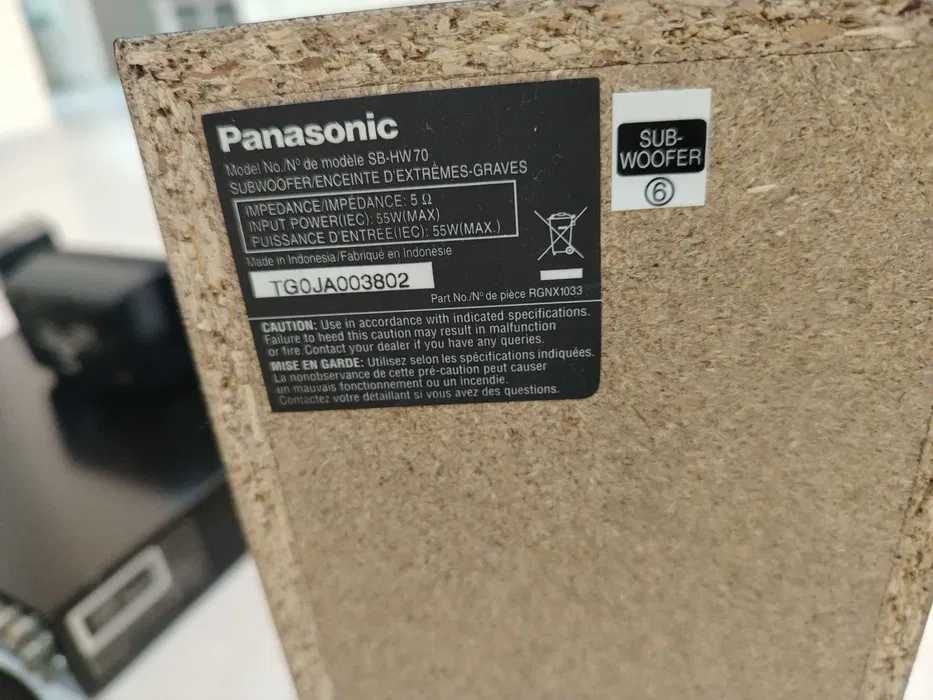 Panasonic
Model No./Nº de modèle SB-HW70
SUBWOOFER/ENCEINTE D'EXTRÊMES-GRAVES
IMPEDANCE/IMPÉDANCE: 5 Ω
INPUT POWER(IEC): 55W(MAX)
PUISSANCE D'ENTRÉE(IEC): 55W(MAX.)
Made in Indonesia/Fabriqué en Indonésie
TG0JA003802
Part No./Nº de pièce RGNX1033
CAUTION: Use in accordance with indicated specifications.
Failure to heed this caution may result in malfunction
or fire. Contact your dealer if you have any queries.
MISE EN GARDE: Utilisez selon les spécifications indiquées.
La nonobservance de cette pré-caution peut causer
un mauvais fonctionnement ou un incendie.
Contactez votre détaillant si vous avez des questions.
SUB-
WOOFER
⑥